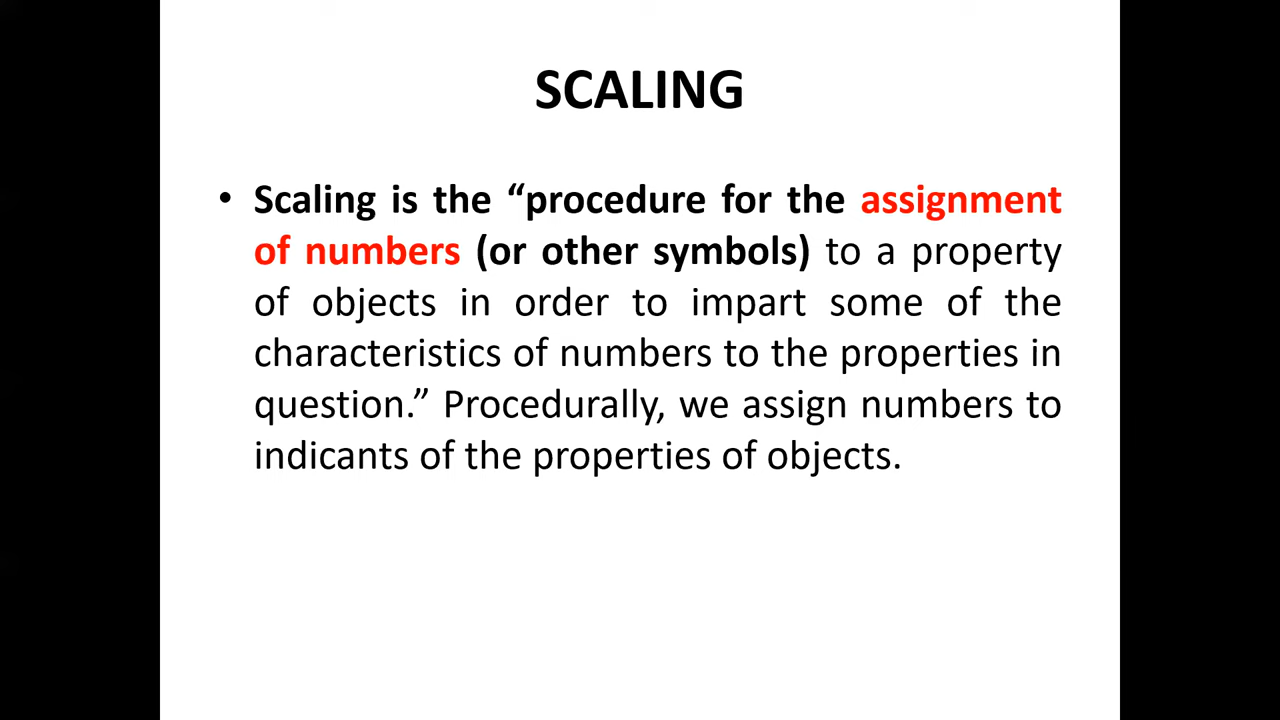 SCALING
• Scaling is the “procedure for the assignment
of numbers (or other symbols) to a property
of objects in order to impart some of the
characteristics of numbers to the properties in
question.” Procedurally, we assign numbers to
indicants of the properties of objects.